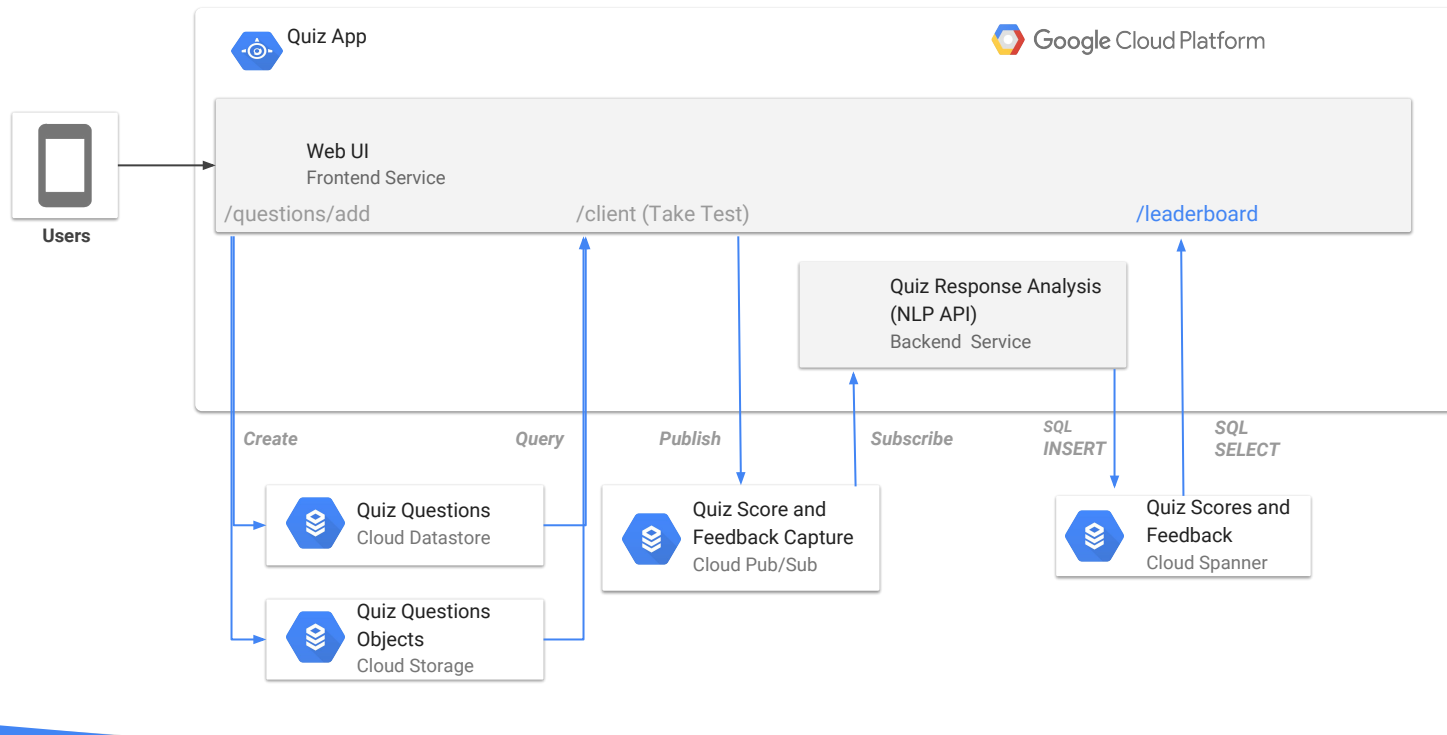 Quiz App
Google Cloud Platform
Web UI
Frontend Service
/questions/add
/client (Take Test)
/leaderboard
Users
Quiz Response Analysis
(NLP API)
Backend Service
Create
Query
Publish
Subscribe
SQL
INSERT
SQL
SELECT
Quiz Questions
Cloud Datastore
Quiz Score and
Feedback Capture
Cloud Pub/Sub
Quiz Scores and
Feedback
Cloud Spanner
Quiz Questions
Objects
Cloud Storage